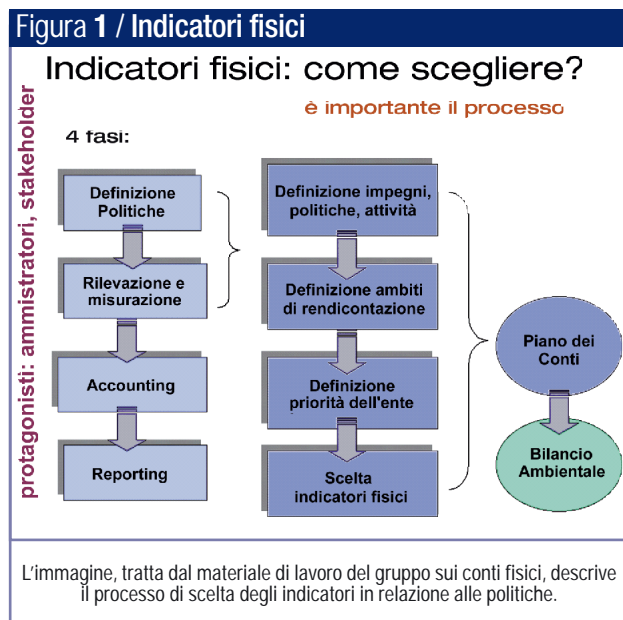 Figura 1 / Indicatori fisici
Indicatori fisici: come scegliere?
è importante il processo
protagonisti: ammistratori, stakeholder
4 fasi:
Definizione
Politiche
Rilevazione e
misurazione
Accounting
Reporting
Definizione impegni,
politiche, attività
Definizione ambiti
di rendicontazione
Definizione
priorità dell'ente
Scelta
indicatori fisici
Piano dei
Conti
Bilancio
Ambientale
L'immagine, tratta dal materiale di lavoro del gruppo sui conti fisici, descrive
il processo di scelta degli indicatori in relazione alle politiche.